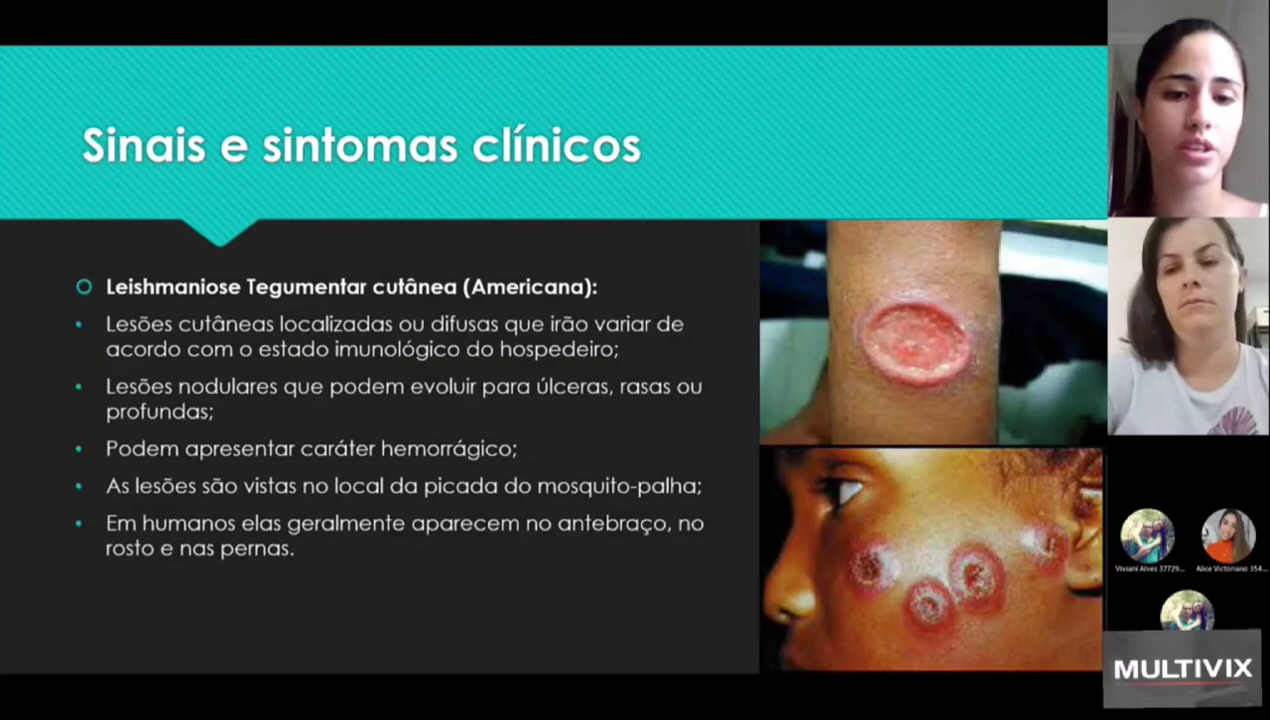 Sinais e sintomas clínicos
Leishmaniose Tegumentar cutânea (Americana):
• Lesões cutâneas localizadas ou difusas que irão variar de
acordo com o estado imunológico do hospedeiro;
• Lesões nodulares que podem evoluir para úlceras, rasas ou
profundas;
• Podem apresentar caráter hemorrágico;
• As lesões são vistas no local da picada do mosquito-palha;
• Em humanos elas geralmente aparecem no antebraço, no
rosto e nas pernas.
Viviani Alves 37729...
Alice Victoriano 354...
MULTIVIX